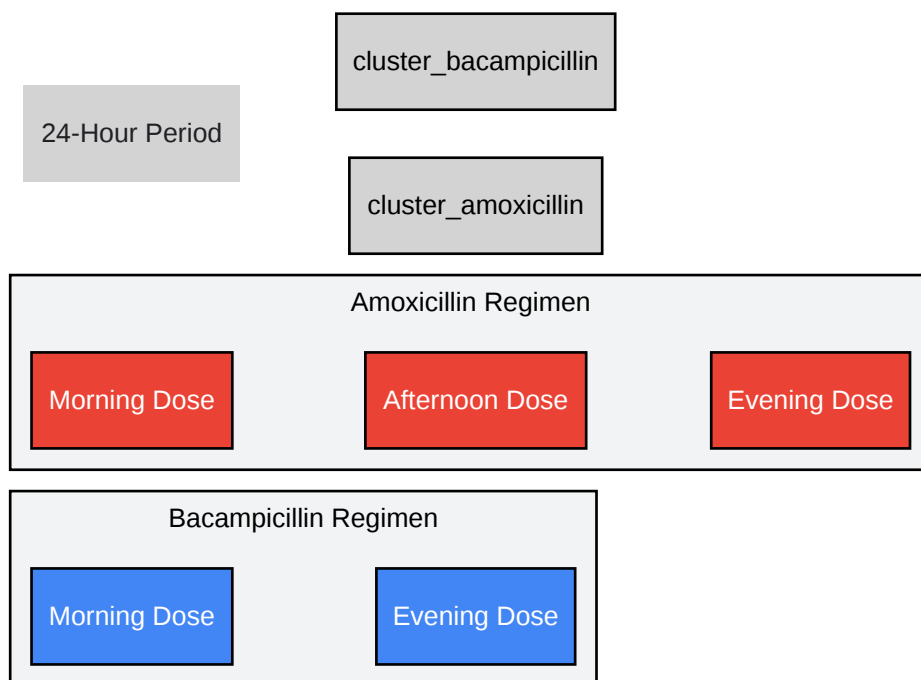 cluster_bacampicillin
24-Hour Period
cluster_amoxicillin
Amoxicillin Regimen
Morning Dose
Afternoon Dose
Evening Dose
Bacampicillin Regimen
Morning Dose
Evening Dose